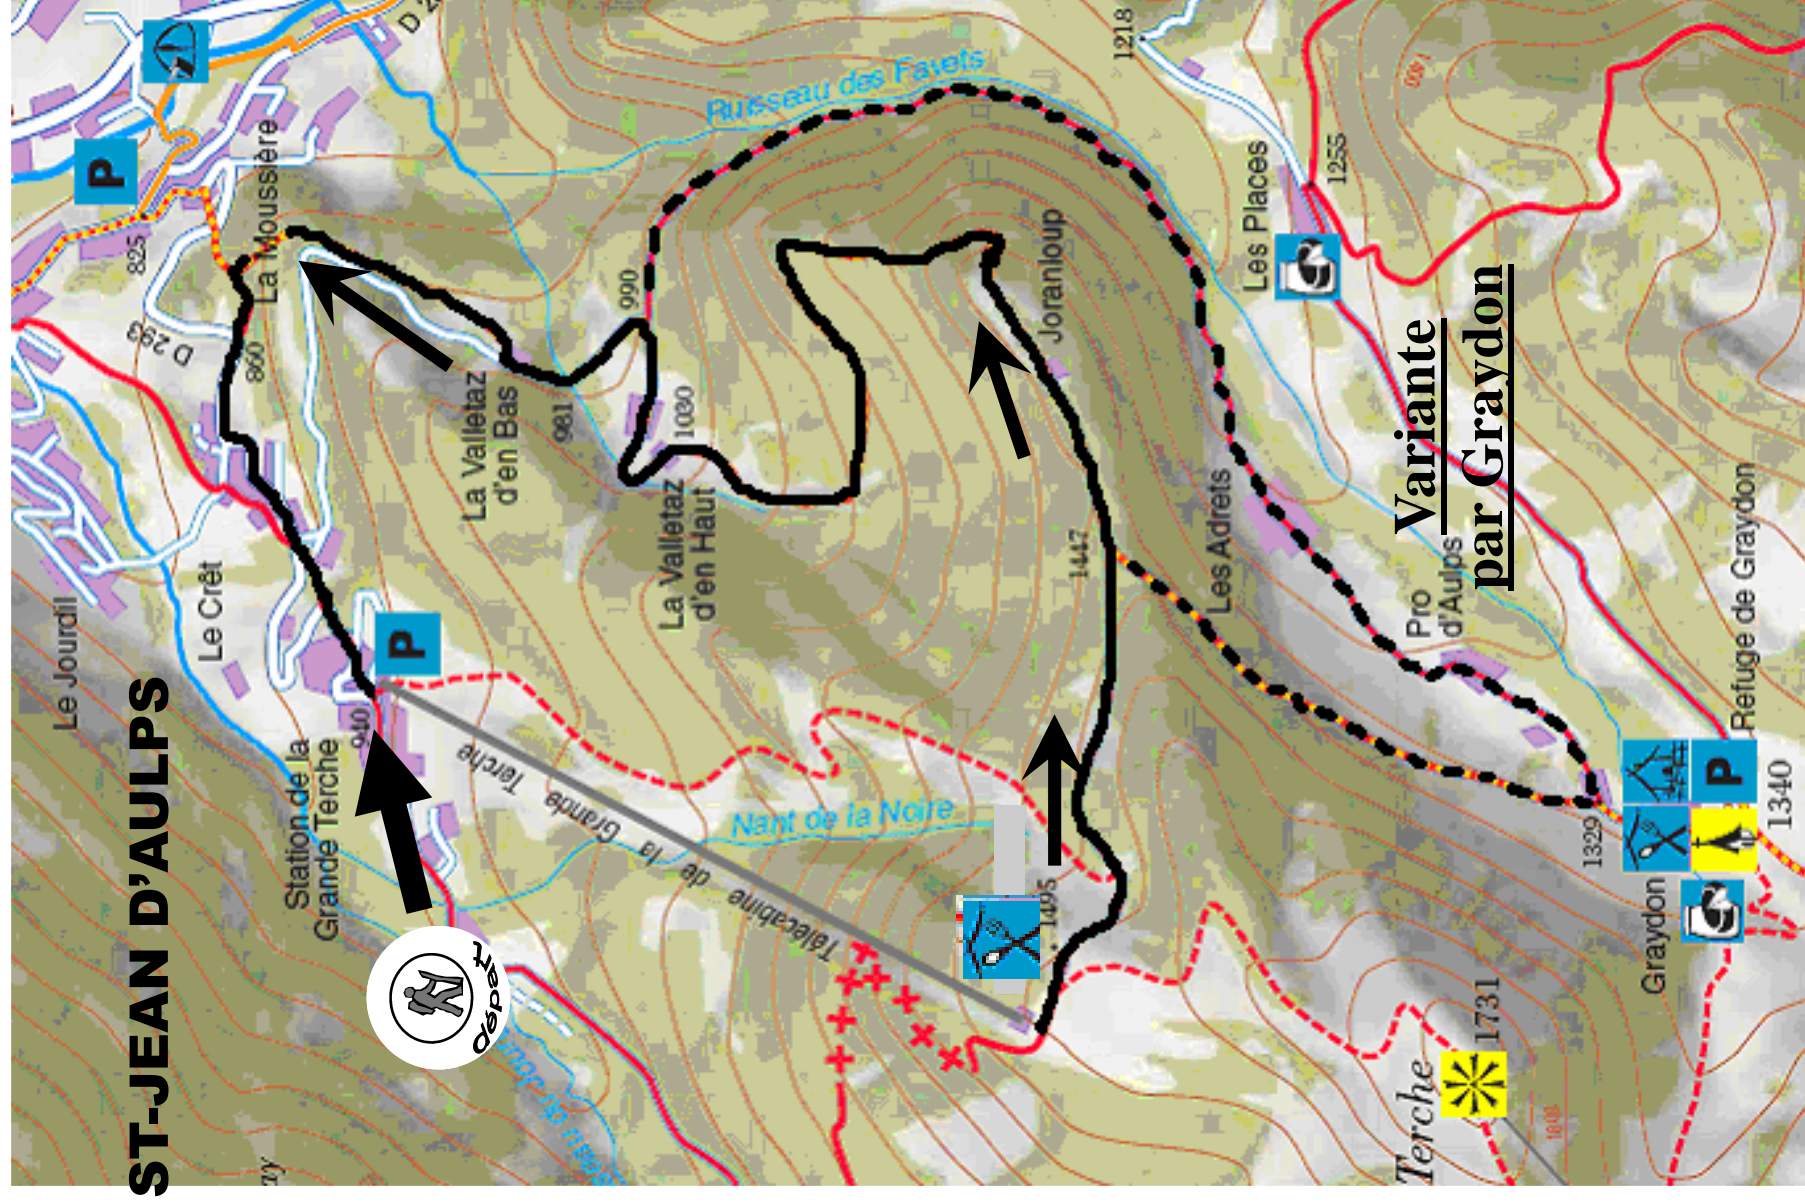 ST-JEAN D'AULPS
Le Jourdil
D 293
825
La Moussière
860
Le Crêt
Station de la
Grande Terche
940
P
P
départ
La Valletaz
d'en Bas
981
990
1030
La Valletaz
d'en Haut
Ruisseau des Favets
Télécabine de la Grande Terche
Nant de la Noire
1495
1447
Joranloup
1218
Les Places
1255
1400
Les Adrets
Variante
par Graydon
Pro
d'Aulps
Refuge de Graydon
P
1340
1329
Graydon
1731
Terche
1600